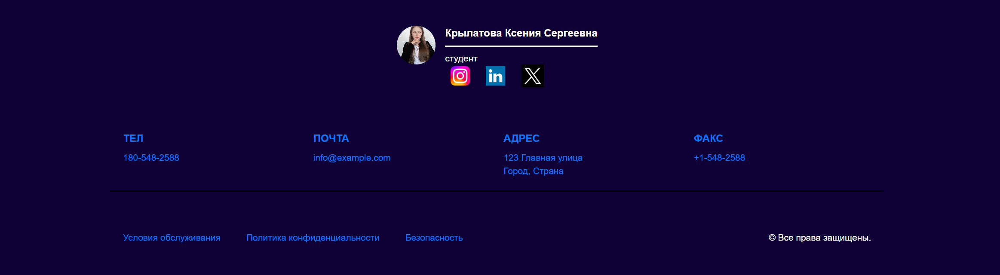 Крылатова Ксения Сергеевна
студент
in
X
ТЕЛ
180-548-2588
ПОЧТА
info@example.com
АДРЕС
123 Главная улица
Город, Страна
ФАКС
+1-548-2588
Условия обслуживания
Политика конфиденциальности
Безопасность
© Все права защищены.